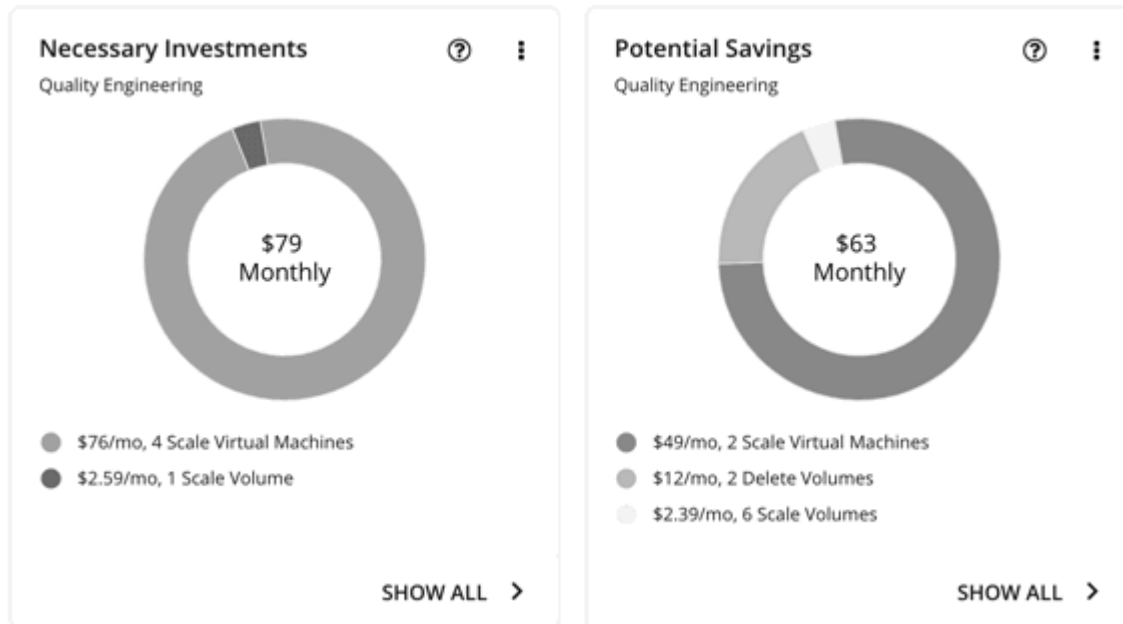 Necessary Investments
Quality Engineering
$79
Monthly
$76/mo, 4 Scale Virtual Machines
$2.59/mo, 1 Scale Volume
SHOW ALL
Potential Savings
Quality Engineering
$63
Monthly
$49/mo, 2 Scale Virtual Machines
$12/mo, 2 Delete Volumes
$2.39/mo, 6 Scale Volumes
SHOW ALL